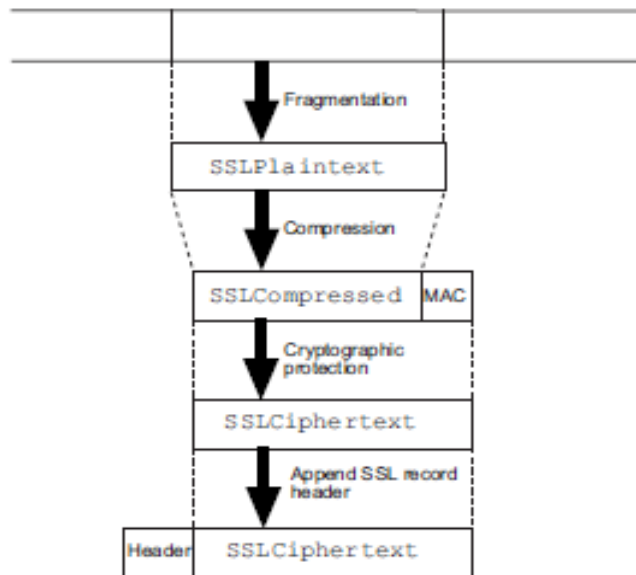 Fragmentation
SSLPlaintext
Compression
SSLCompressed MAC
Cryptographic
protection
SSLCiphertext
Append SSL record
header
Header SSLCiphertext